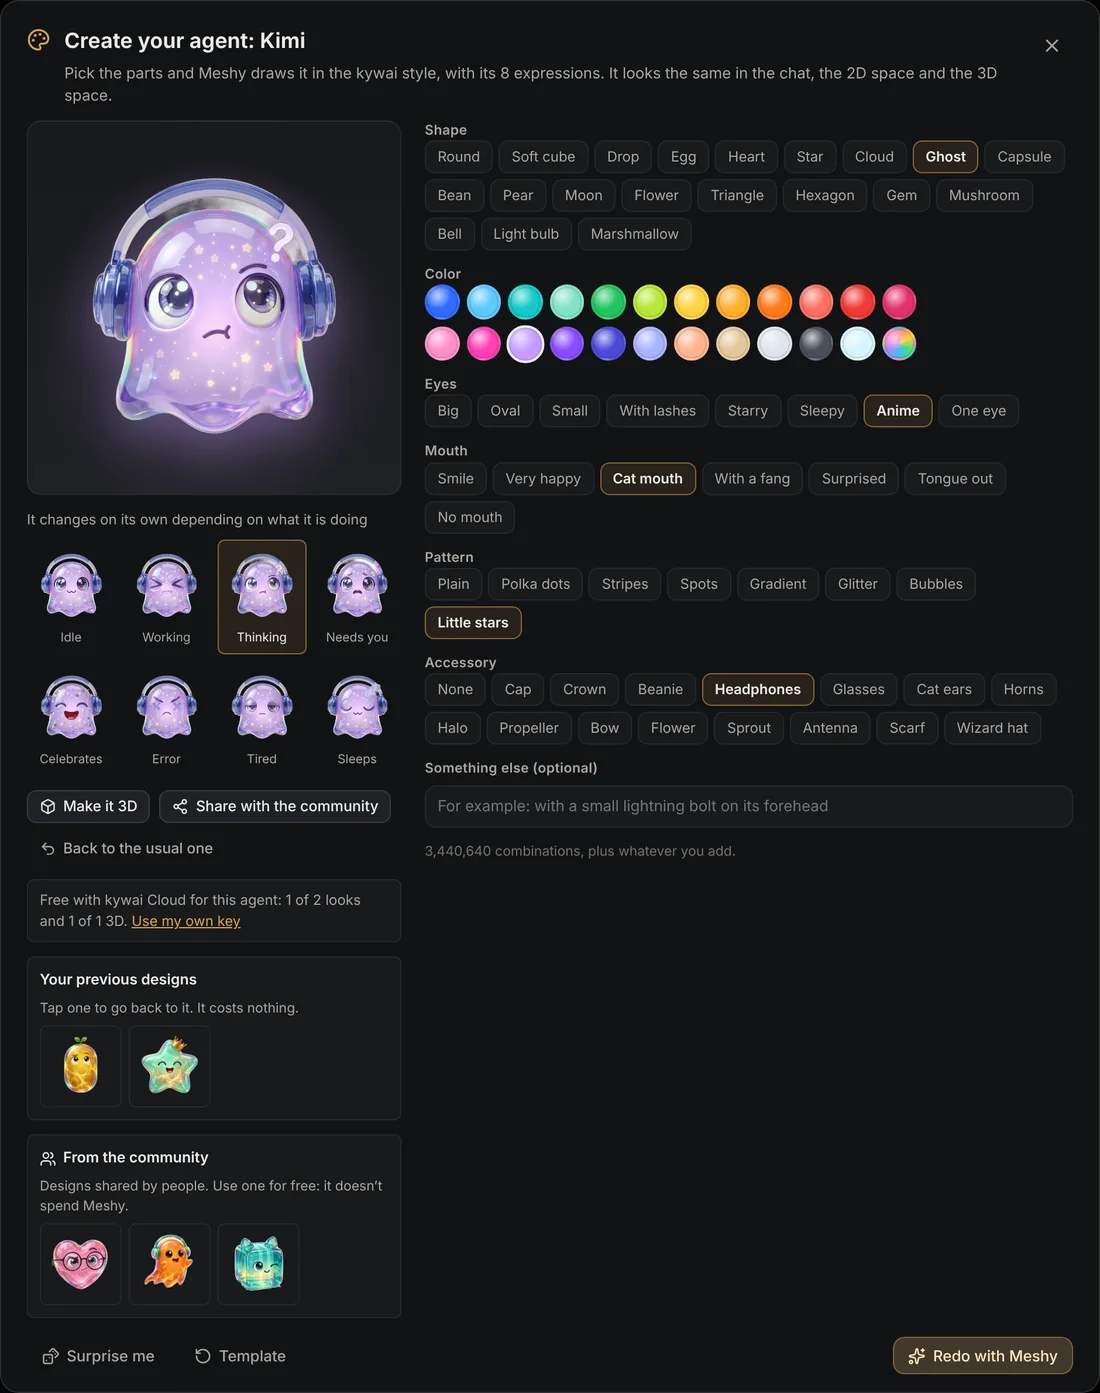 Create your agent: Kimi
Pick the parts and Meshy draws it in the kywai style, with its 8 expressions. It looks the same in the chat, the 2D space and the 3D
space.
?
It changes on its own depending on what it is doing
Idle
Working
Thinking
Needs you
Celebrates
Error
Tired
Sleeps
Make it 3D
Share with the community
Back to the usual one
Free with kywai Cloud for this agent: 1 of 2 looks
and 1 of 1 3D. Use my own key
Your previous designs
Tap one to go back to it. It costs nothing.
From the community
Designs shared by people. Use one for free: it doesn't
spend Meshy.
Shape
Round Soft cube Drop Egg Heart Star Cloud Ghost Capsule
Bean Pear Moon Flower Triangle Hexagon Gem Mushroom
Bell Light bulb Marshmallow
Color
Eyes
Big Oval Small With lashes Starry Sleepy Anime One eye
Mouth
Smile Very happy Cat mouth With a fang Surprised Tongue out
No mouth
Pattern
Plain Polka dots Stripes Spots Gradient Glitter Bubbles
Little stars
Accessory
None Cap Crown Beanie Headphones Glasses Cat ears Horns
Halo Propeller Bow Flower Sprout Antenna Scarf Wizard hat
Something else (optional)
For example: with a small lightning bolt on its forehead
3,440,640 combinations, plus whatever you add.
Surprise me
Template
Redo with Meshy